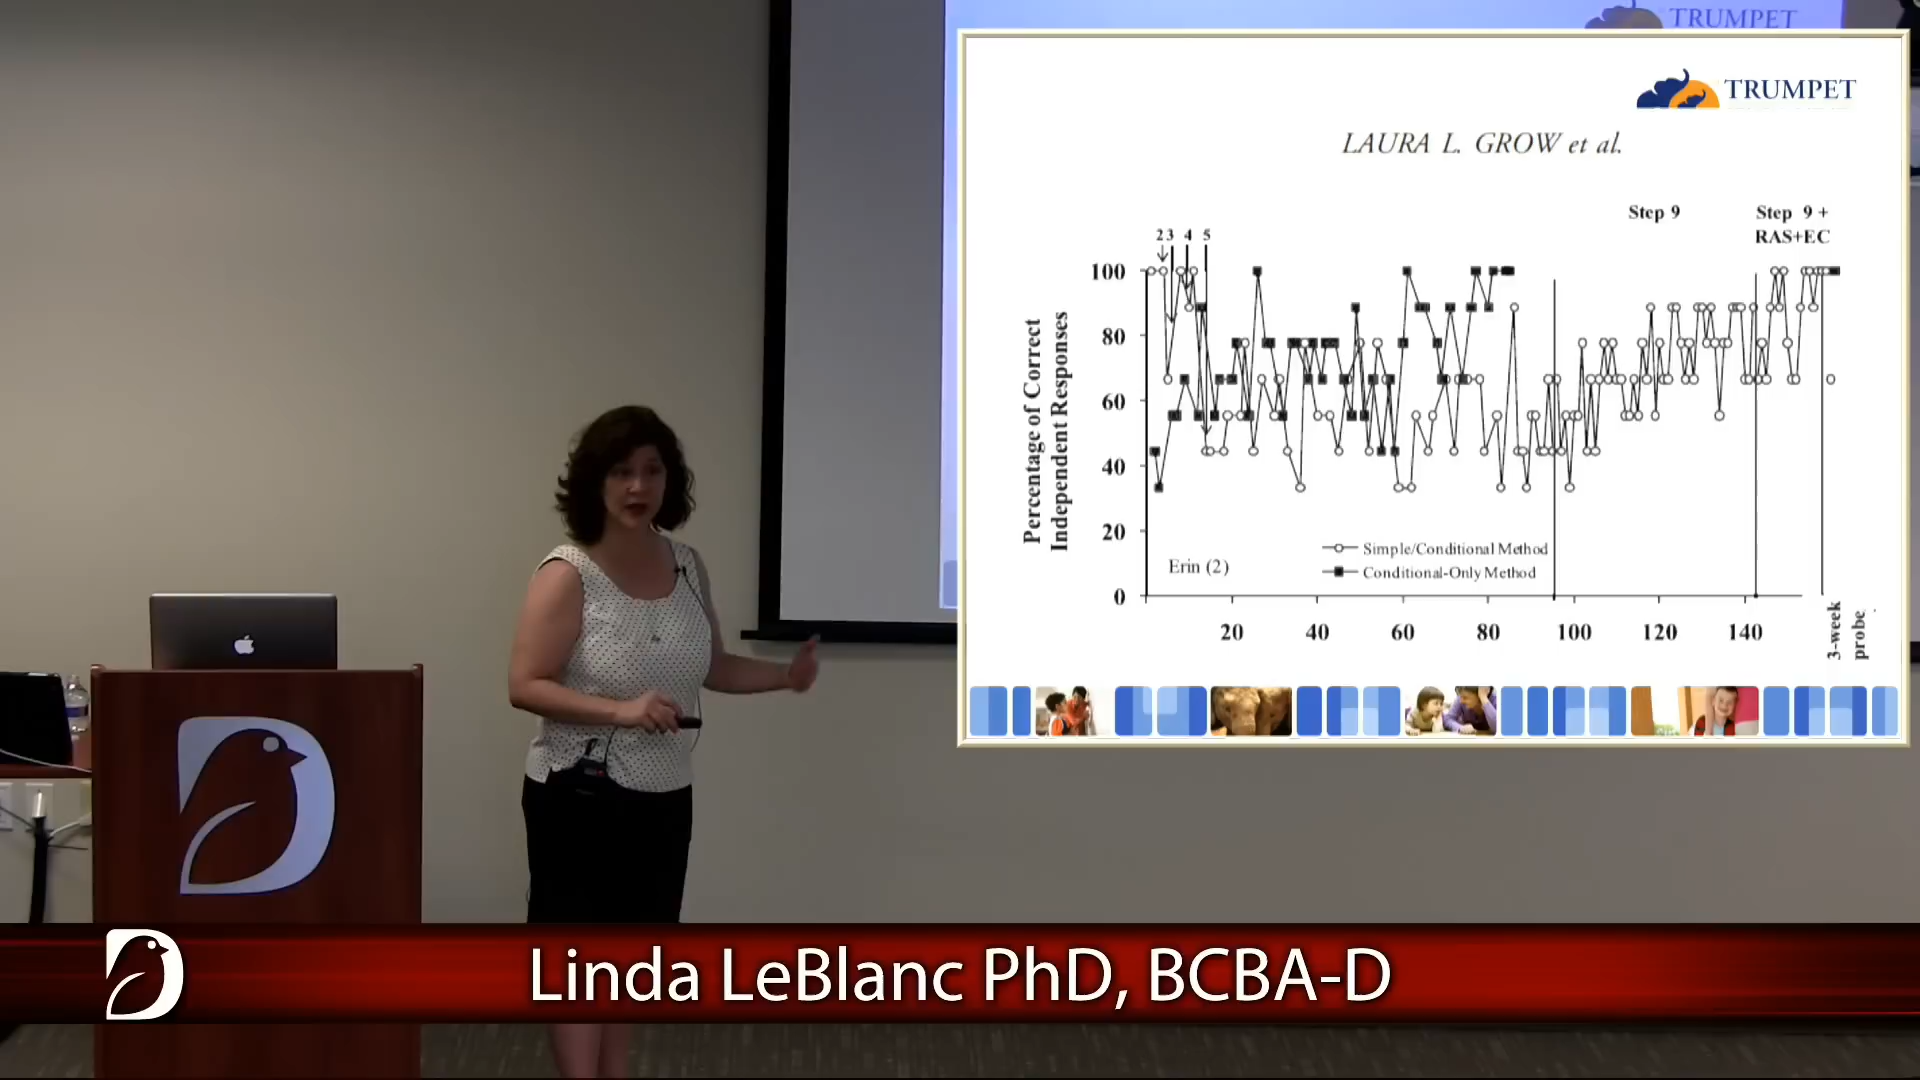 TRUMPET
TRUMPET
LAURA L. GROW et al.
Step 9
Step 9 +
RAS+EC
2 3 4 5
100
80
60
40
20
0
Percentage of Correct
Independent Responses
Erin (2)
Simple/Conditional Method
Conditional-Only Method
20 40 60 80 100 120 140
3-week
probe
Linda LeBlanc PhD, BCBA-D